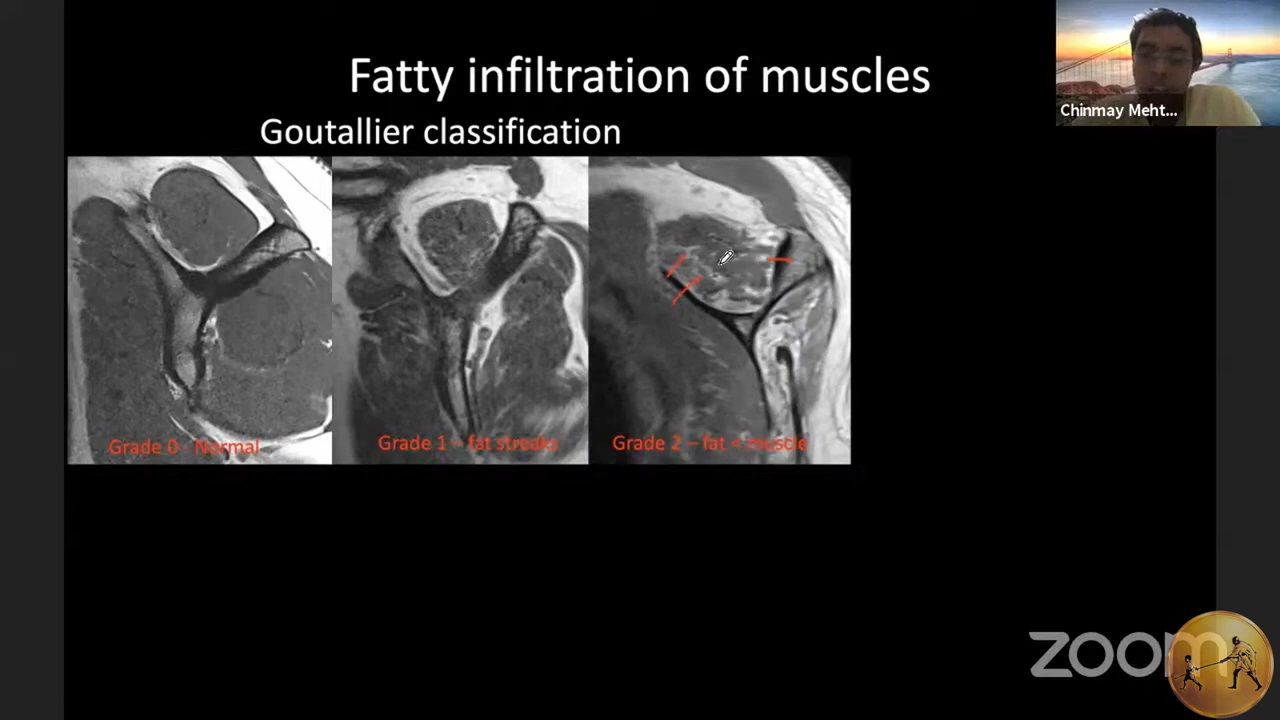 Fatty infiltration of muscles
Goutallier classification
Chinmay Meht...
Grade 0 - Normal
Grade 1 – fat streaks
Grade 2 – fat < muscle
zoom